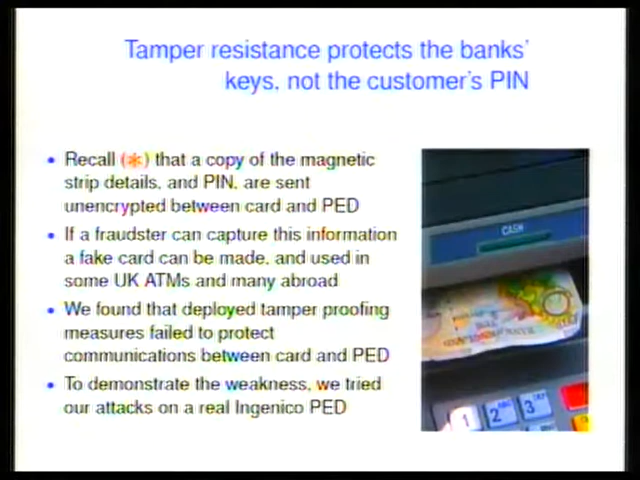 Tamper resistance protects the banks'
keys, not the customer's PIN
• Recall (*) that a copy of the magnetic
strip details, and PIN, are sent
unencrypted between card and PED
• If a fraudster can capture this information
a fake card can be made, and used in
some UK ATMs and many abroad
• We found that deployed tamper proofing
measures failed to protect
communications between card and PED
• To demonstrate the weakness, we tried
our attacks on a real Ingenico PED
CASH
1 2 3